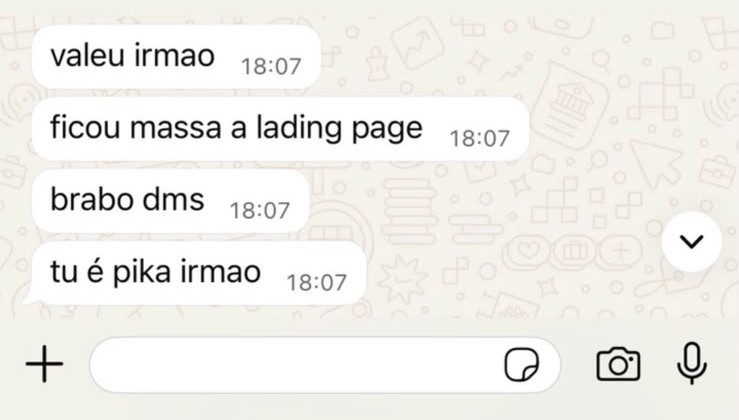 valeu irmao 18:07
ficou massa a lading page 18:07
brabo dms 18:07
tu é pika irmao 18:07